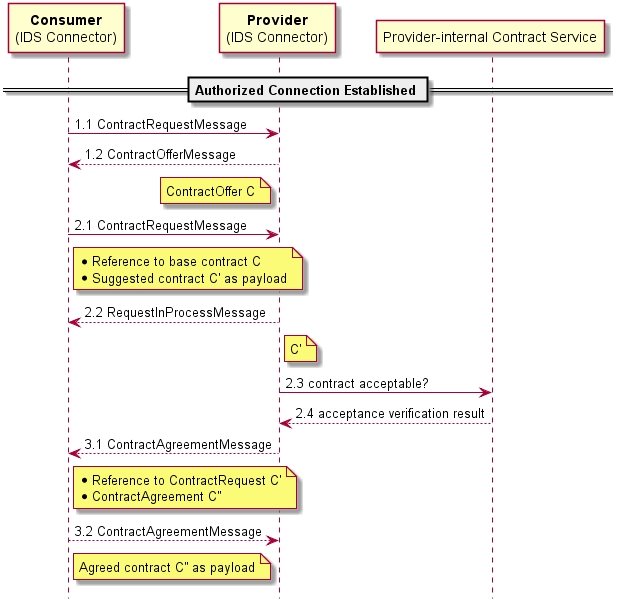 Consumer
(IDS Connector)
Provider
(IDS Connector)
Provider-internal Contract Service
Authorized Connection Established
1.1 ContractRequestMessage
1.2 ContractOfferMessage
ContractOffer C
2.1 ContractRequestMessage
• Reference to base contract C
• Suggested contract C' as payload
2.2 RequestInProcessMessage
C'
2.3 contract acceptable?
2.4 acceptance verification result
3.1 ContractAgreementMessage
• Reference to ContractRequest C'
• ContractAgreement C"
3.2 ContractAgreementMessage
Agreed contract C" as payload